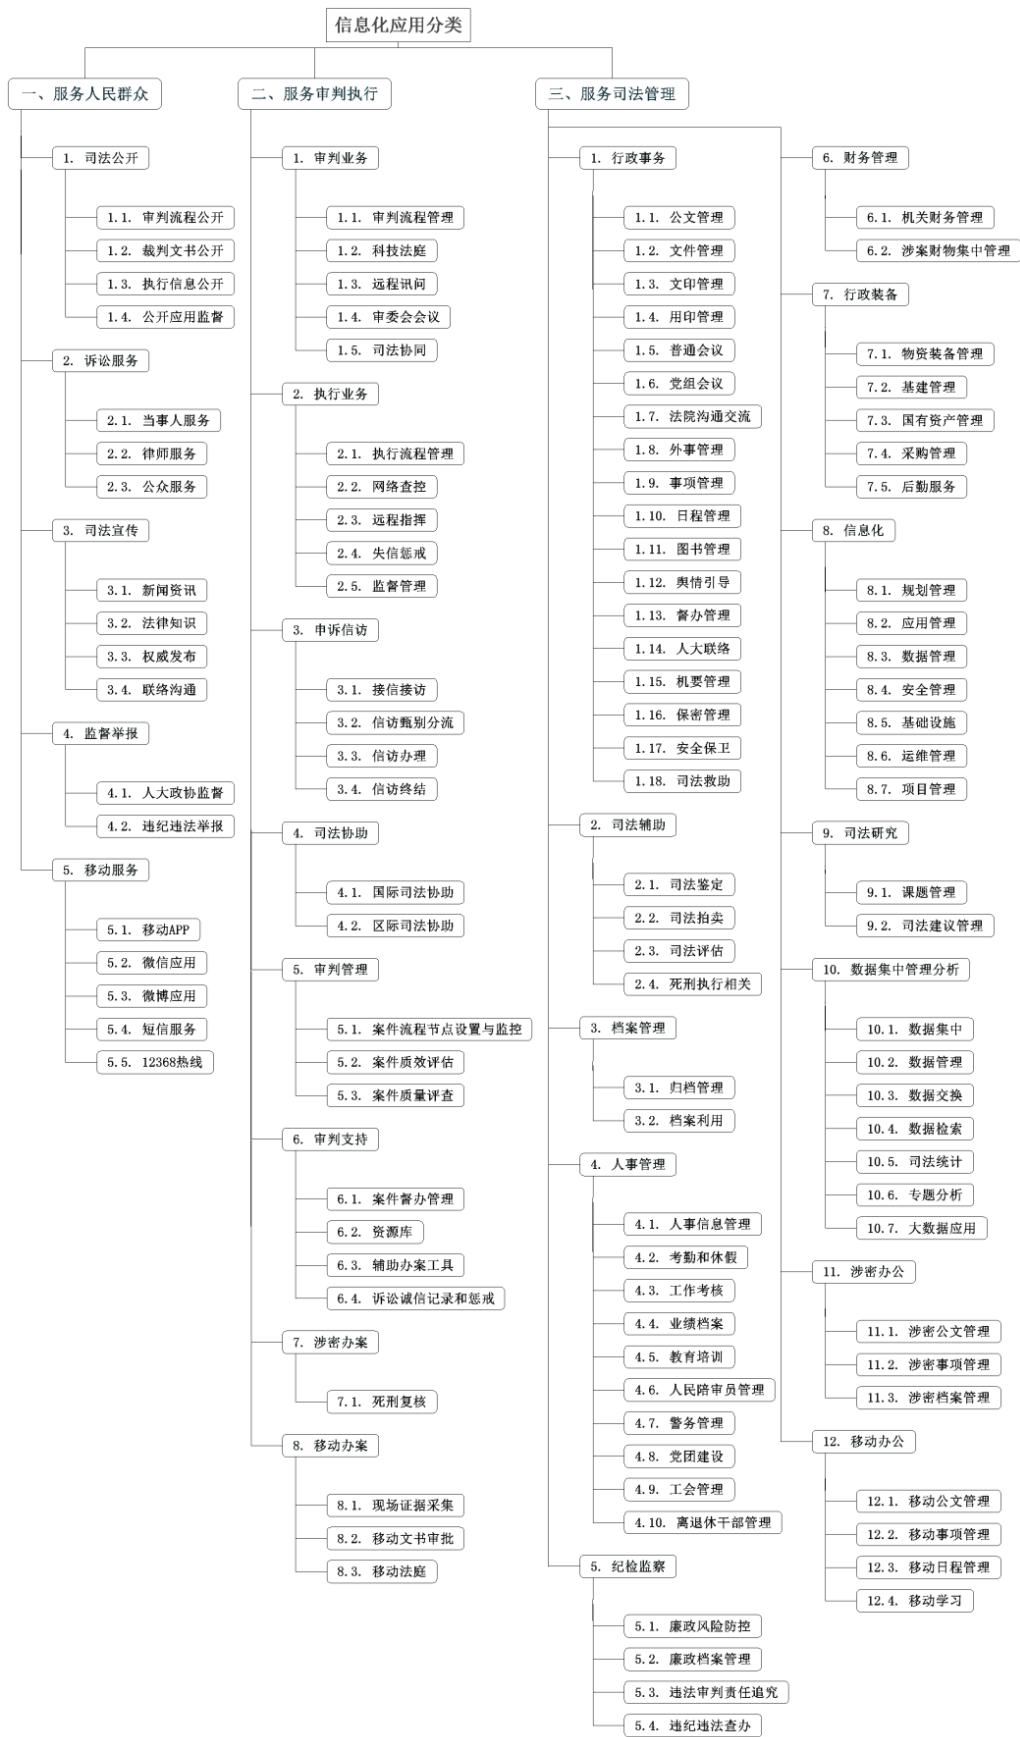 信息化应用分类
一、服务人民群众
1. 司法公开
1.1. 审判流程公开
1.2. 裁判文书公开
1.3. 执行信息公开
1.4. 公开应用监督
2. 诉讼服务
2.1. 当事人服务
2.2. 律师服务
2.3. 公众服务
3. 司法宣传
3.1. 新闻资讯
3.2. 法律知识
3.3. 权威发布
3.4. 联络沟通
4. 监督举报
4.1. 人大政协监督
4.2. 违纪违法举报
5. 移动服务
5.1. 移动APP
5.2. 微信应用
5.3. 微博应用
5.4. 短信服务
5.5. 12368热线
二、服务审判执行
1. 审判业务
1.1. 审判流程管理
1.2. 科技法庭
1.3. 远程讯问
1.4. 审委会会议
1.5. 司法协同
2. 执行业务
2.1. 执行流程管理
2.2. 网络查控
2.3. 远程指挥
2.4. 失信惩戒
2.5. 监督管理
3. 申诉信访
3.1. 接信接访
3.2. 信访甄别分流
3.3. 信访办理
3.4. 信访终结
4. 司法协助
4.1. 国际司法协助
4.2. 区际司法协助
5. 审判管理
5.1. 案件流程节点设置与监控
5.2. 案件质效评估
5.3. 案件质量评查
6. 审判支持
6.1. 案件督办管理
6.2. 资源库
6.3. 辅助办案工具
6.4. 诉讼诚信记录和惩戒
7. 涉密办案
7.1. 死刑复核
8. 移动办案
8.1. 现场证据采集
8.2. 移动文书审批
8.3. 移动法庭
三、服务司法管理
1. 行政事务
1.1. 公文管理
1.2. 文件管理
1.3. 文印管理
1.4. 用印管理
1.5. 普通会议
1.6. 党组会议
1.7. 法院沟通交流
1.8. 外事管理
1.9. 事项管理
1.10. 日程管理
1.11. 图书管理
1.12. 舆情引导
1.13. 督办管理
1.14. 人大联络
1.15. 机要管理
1.16. 保密管理
1.17. 安全保卫
1.18. 司法救助
2. 司法辅助
2.1. 司法鉴定
2.2. 司法拍卖
2.3. 司法评估
2.4. 死刑执行相关
3. 档案管理
3.1. 归档管理
3.2. 档案利用
4. 人事管理
4.1. 人事信息管理
4.2. 考勤和休假
4.3. 工作考核
4.4. 业绩档案
4.5. 教育培训
4.6. 人民陪审员管理
4.7. 警务管理
4.8. 党团建设
4.9. 工会管理
4.10. 离退休干部管理
5. 纪检监察
5.1. 廉政风险防控
5.2. 廉政档案管理
5.3. 违法审判责任追究
5.4. 违纪违法查办
6. 财务管理
6.1. 机关财务管理
6.2. 涉案财物集中管理
7. 行政装备
7.1. 物资装备管理
7.2. 基建管理
7.3. 国有资产管理
7.4. 采购管理
7.5. 后勤服务
8. 信息化
8.1. 规划管理
8.2. 应用管理
8.3. 数据管理
8.4. 安全管理
8.5. 基础设施
8.6. 运维管理
8.7. 项目管理
9. 司法研究
9.1. 课题管理
9.2. 司法建议管理
10. 数据集中管理分析
10.1. 数据集中
10.2. 数据管理
10.3. 数据交换
10.4. 数据检索
10.5. 司法统计
10.6. 专题分析
10.7. 大数据应用
11. 涉密办公
11.1. 涉密公文管理
11.2. 涉密事项管理
11.3. 涉密档案管理
12. 移动办公
12.1. 移动公文管理
12.2. 移动事项管理
12.3. 移动日程管理
12.4. 移动学习